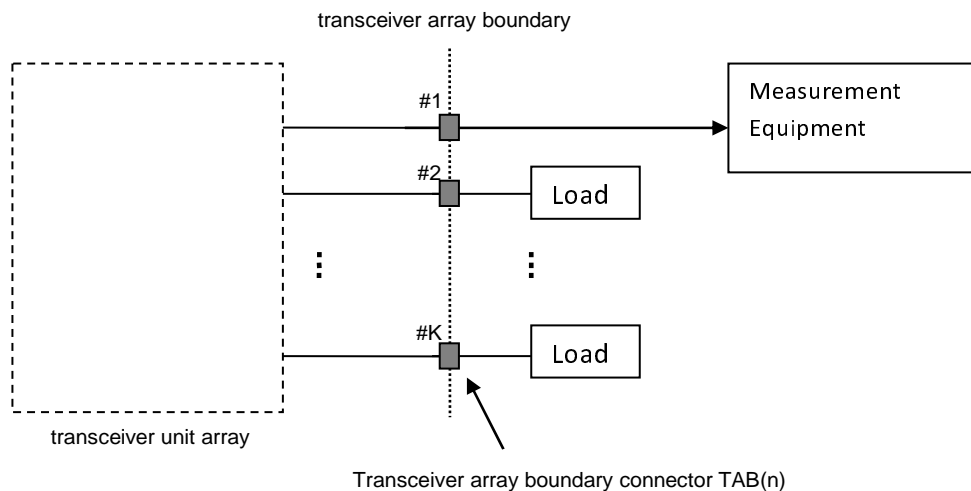 transceiver array boundary
#1
Measurement
Equipment
#2
Load
#K
Load
transceiver unit array
Transceiver array boundary connector TAB(n)